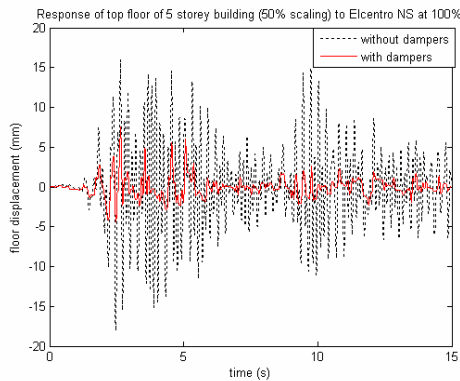 Response of top floor of 5 storey building (50% scaling) to Elcentro NS at 100%
without dampers
with dampers
20
15
10
5
0
-5
-10
-15
-20
floor displacement (mm)
0
5
10
15
time (s)